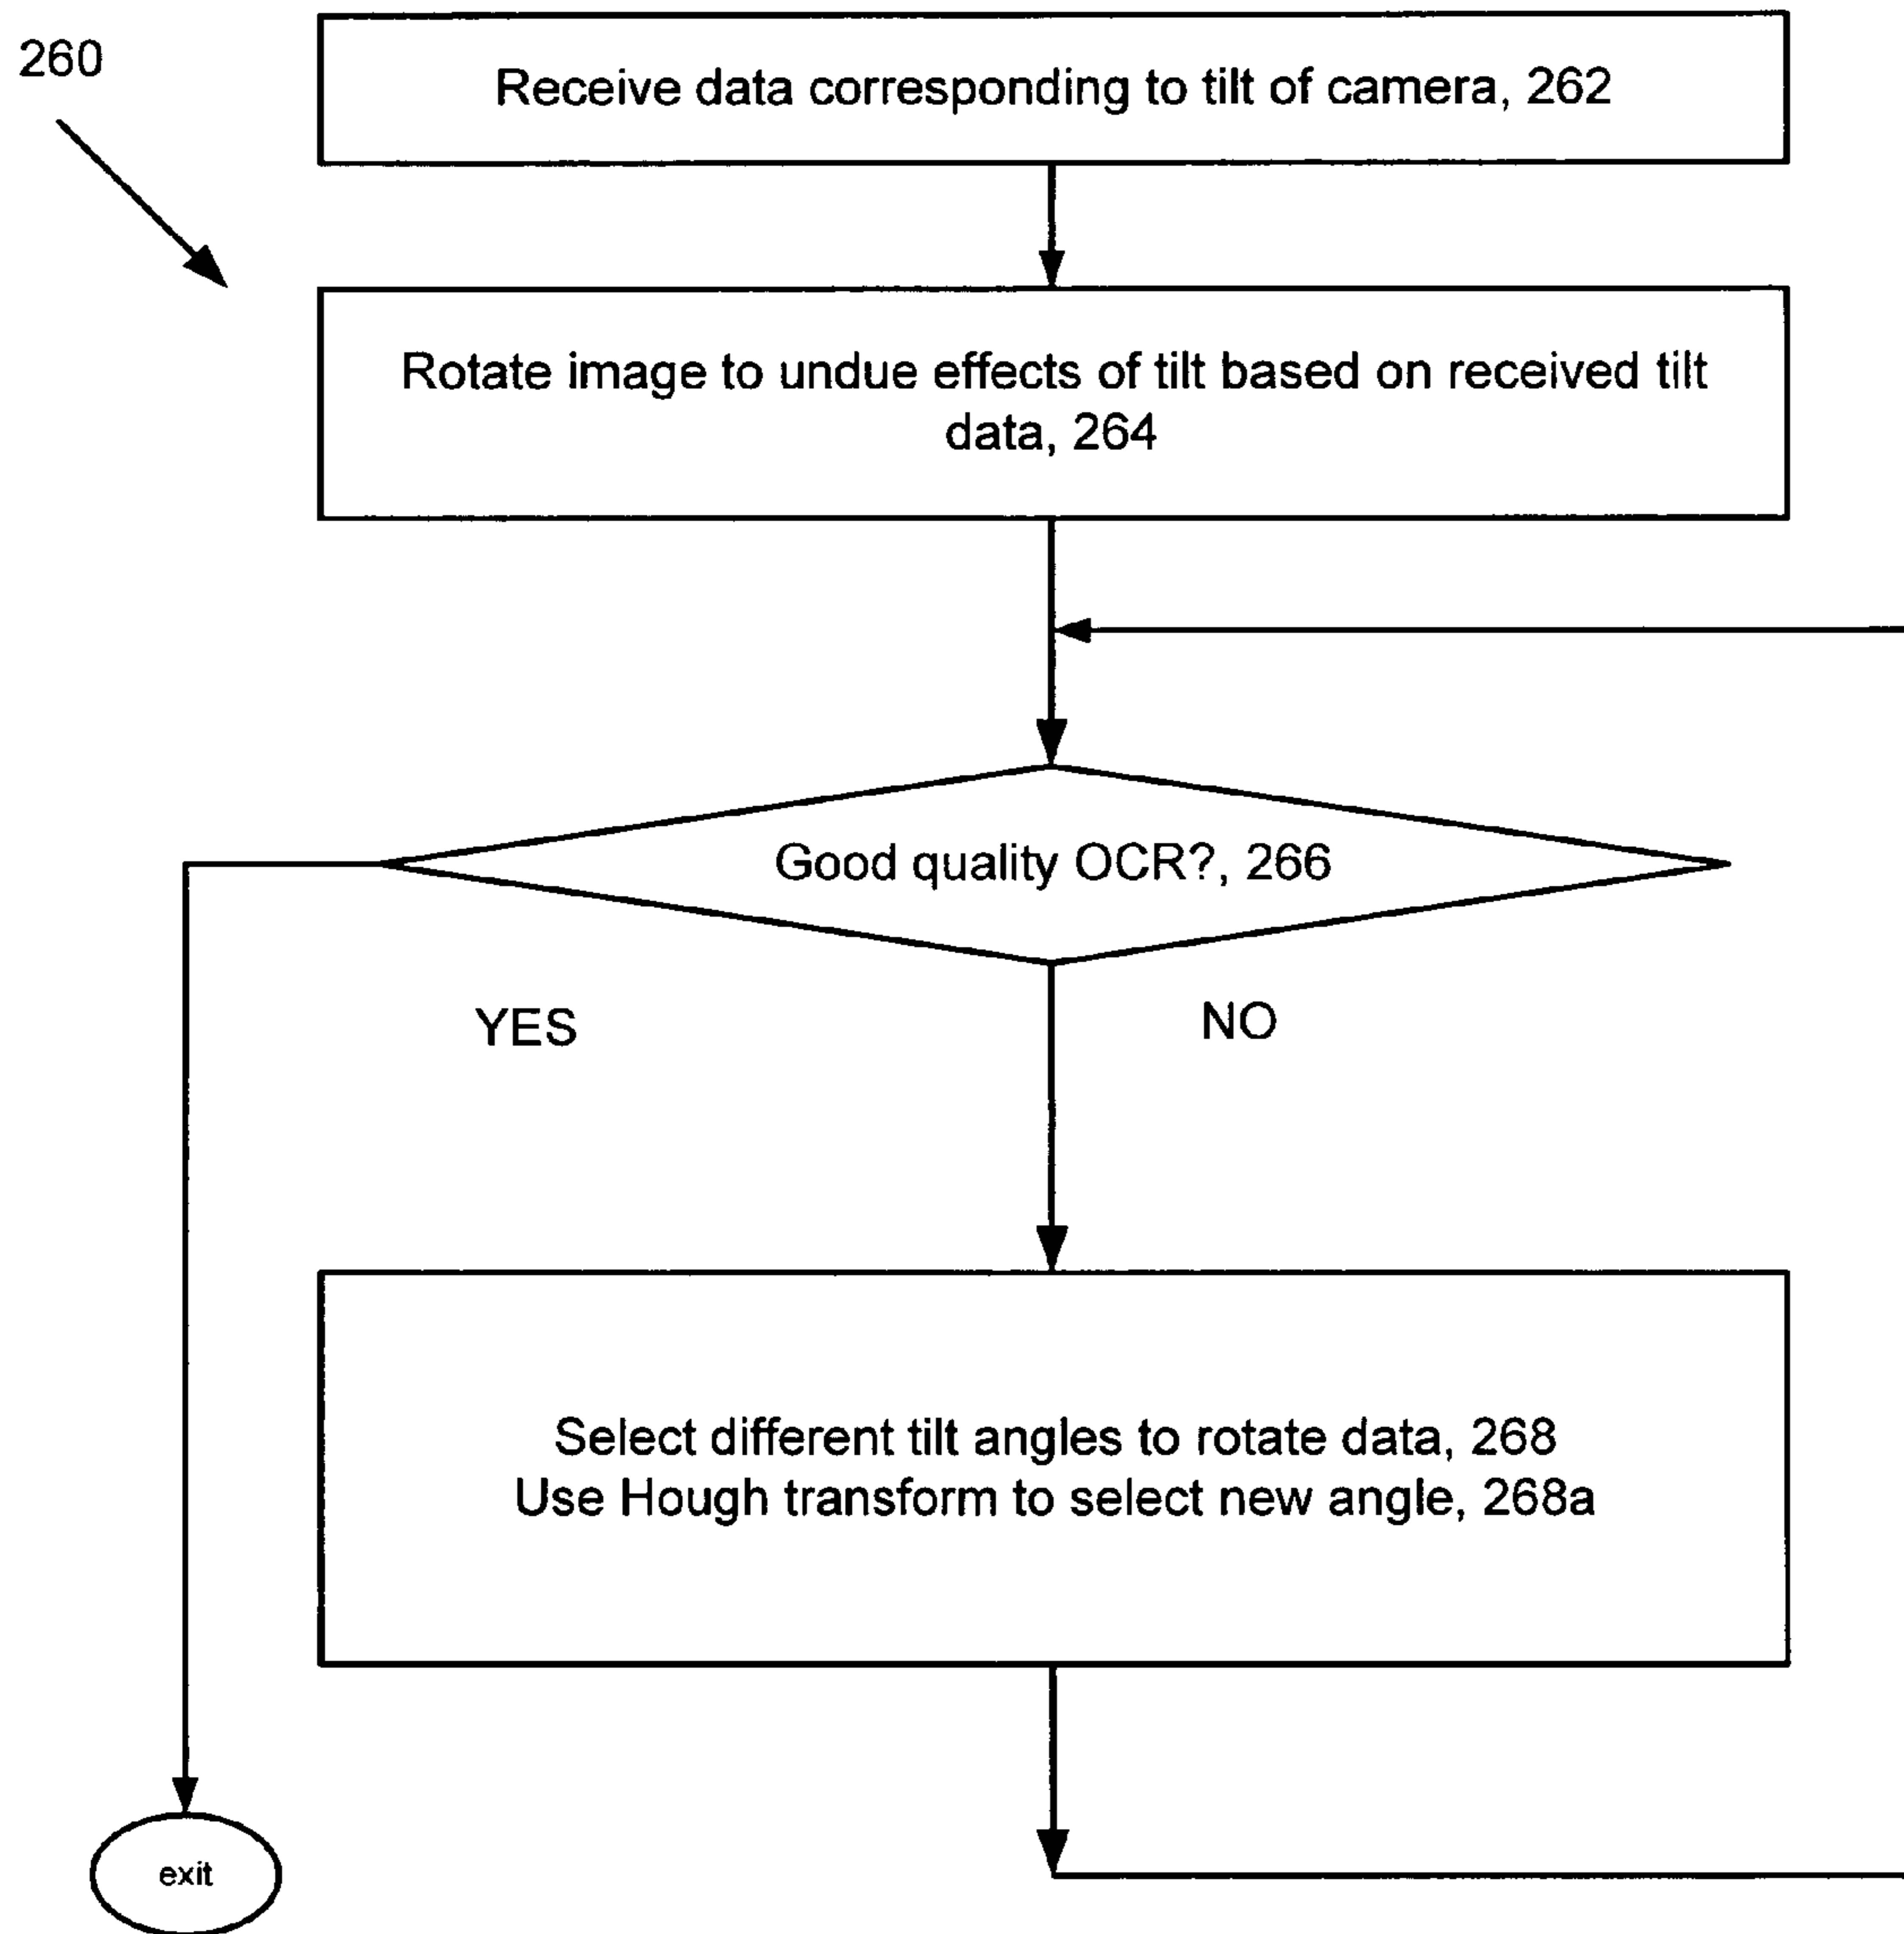 260
Receive data corresponding to tilt of camera, 262
Rotate image to undue effects of tilt based on received tilt
data, 264
Good quality OCR?, 266
YES
NO
Select different tilt angles to rotate data, 268
Use Hough transform to select new angle, 268a
exit